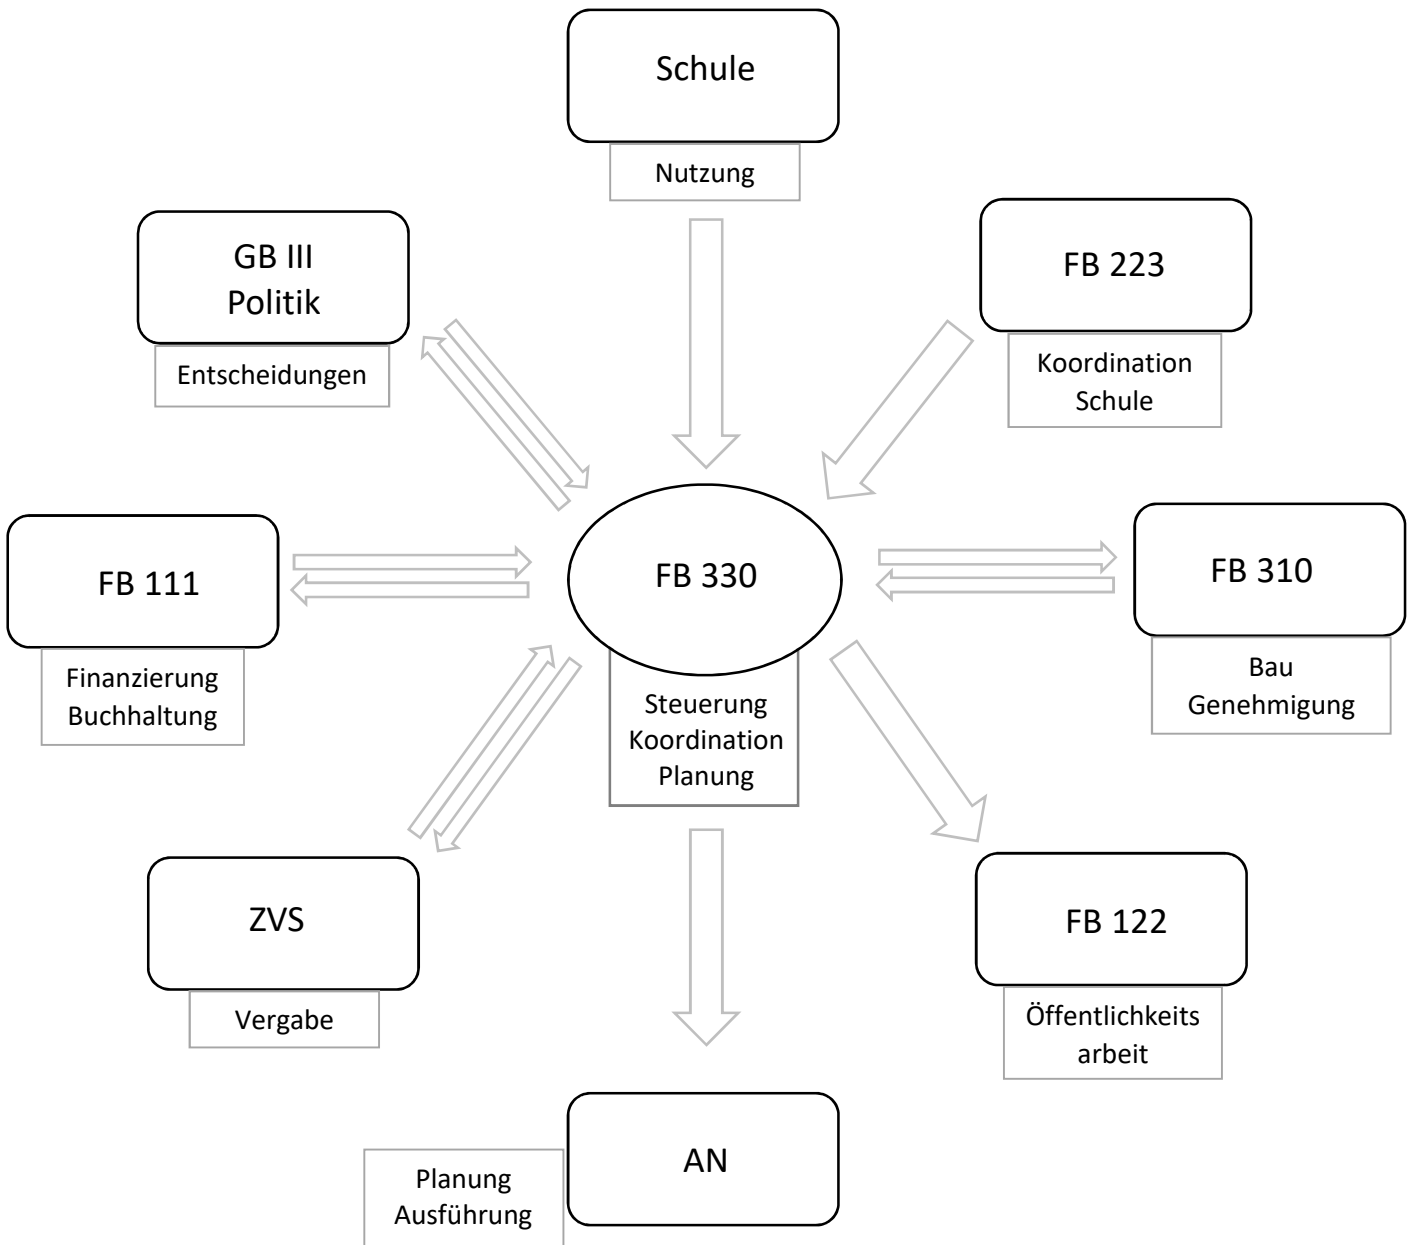 Schule
Nutzung
GB III
Politik
Entscheidungen
FB 223
Koordination
Schule
FB 111
Finanzierung
Buchhaltung
FB 330
Steuerung
Koordination
Planung
FB 310
Bau
Genehmigung
ZVS
Vergabe
FB 122
Öffentlichkeits
arbeit
AN
Planung
Ausführung